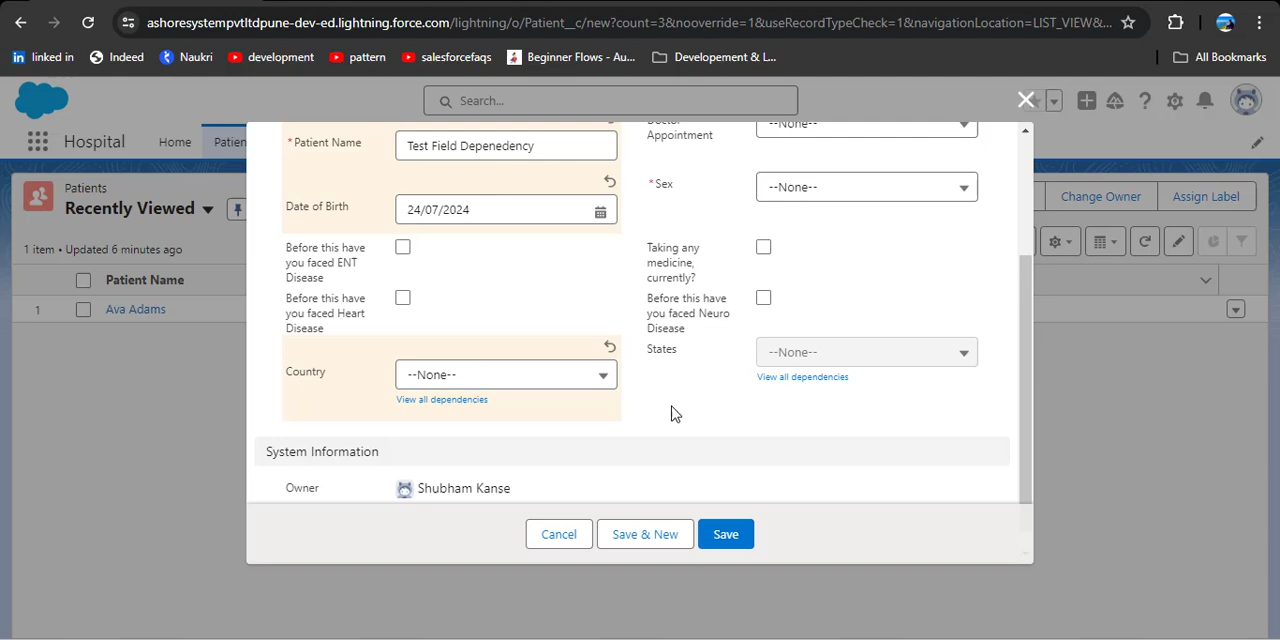 ashoresystempvtltdpune-dev-ed.lightning.force.com/lightning/o/Patient__c/new?count=3&nooverride=1&useRecordTypeCheck=1&navigationLocation=LIST_VIEW&...
linked in
Indeed
Naukri
development
pattern
salesforcefaqs
Beginner Flows - Au...
Developement & L...
All Bookmarks
Search...
Hospital
Home
Patien
Patients
Recently Viewed
Change Owner
Assign Label
1 item • Updated 6 minutes ago
Patient Name
1
Ava Adams
*Patient Name
Test Field Depenedency
Appointment
--None--
Date of Birth
24/07/2024
*Sex
--None--
Before this have
you faced ENT
Disease
Taking any
medicine,
currently?
Before this have
you faced Heart
Disease
Before this have
you faced Neuro
Disease
Country
--None--
View all dependencies
States
--None--
View all dependencies
System Information
Owner
Shubham Kanse
Cancel
Save & New
Save